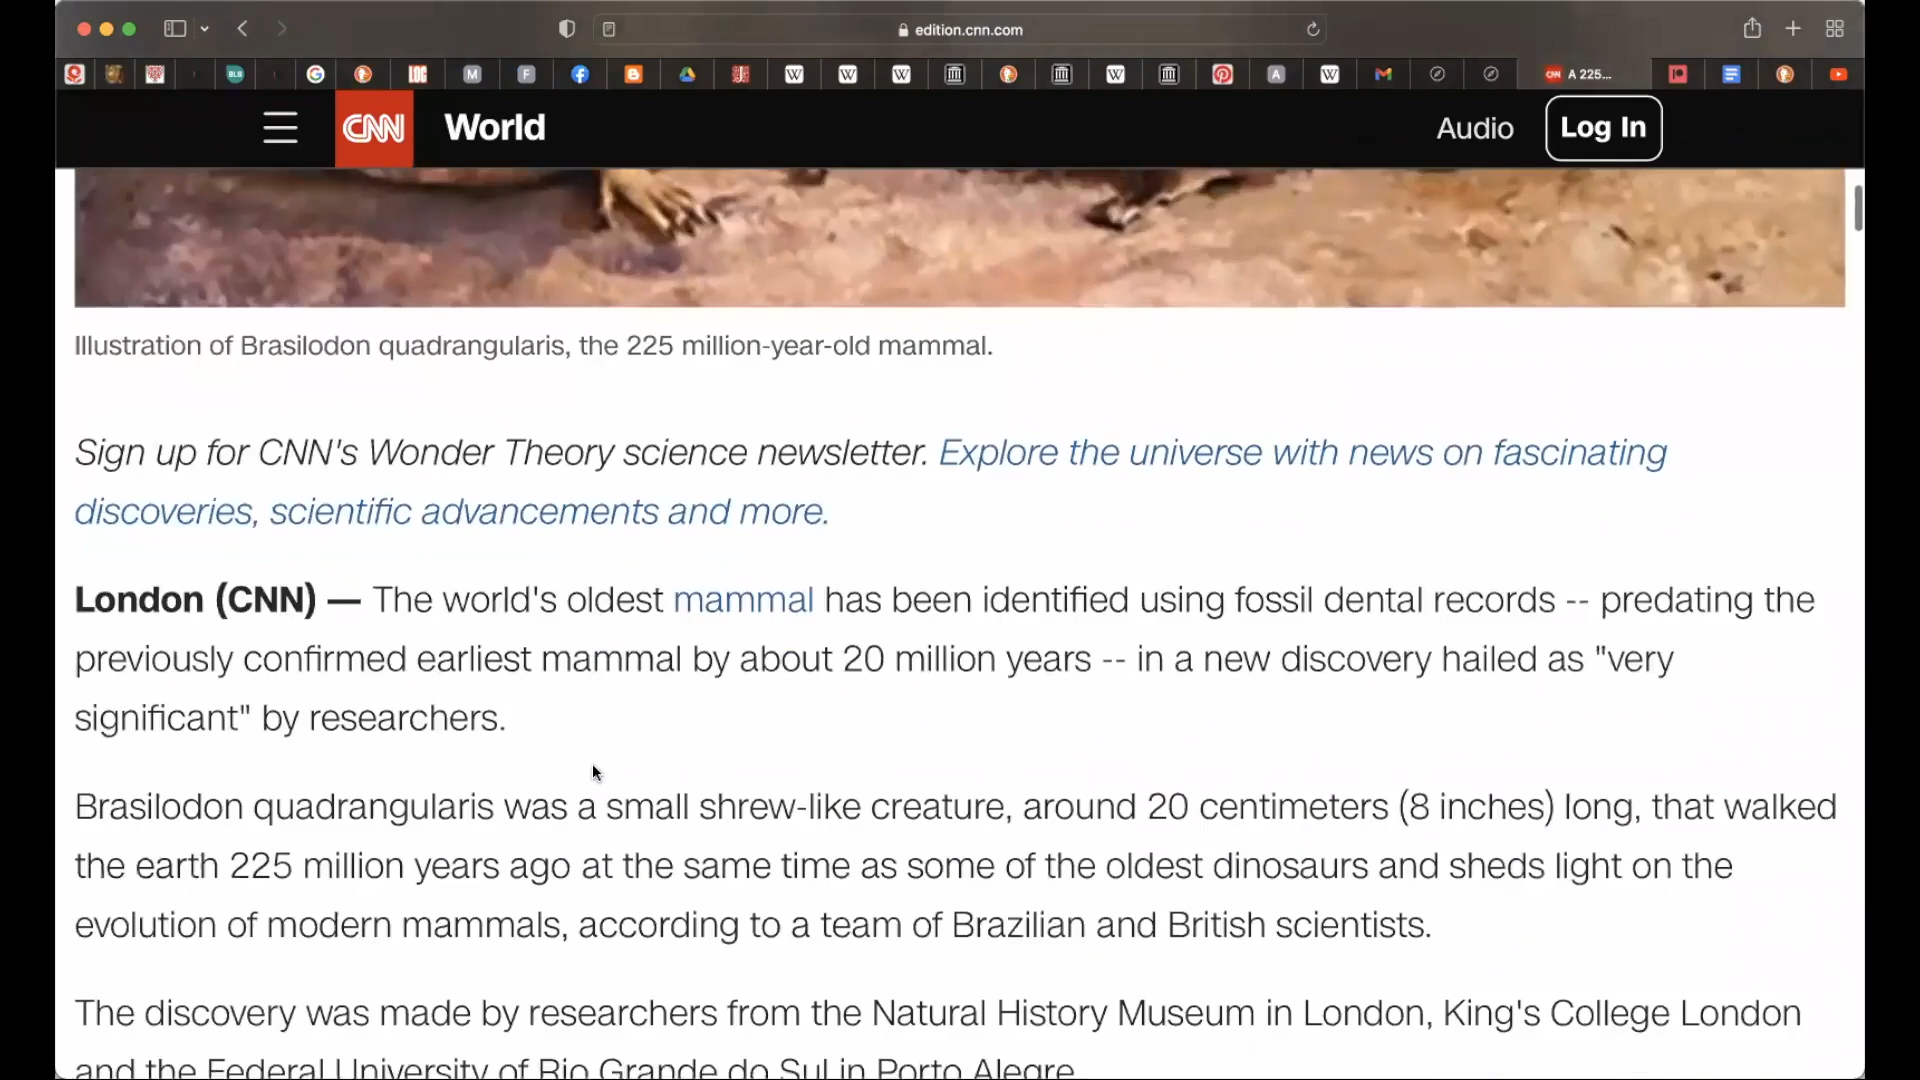 edition.cnn.com
A 225...
CNN World Audio Log In
Illustration of Brasilodon quadrangularis, the 225 million-year-old mammal.
Sign up for CNN's Wonder Theory science newsletter. Explore the universe with news on fascinating
discoveries, scientific advancements and more.
London (CNN) — The world's oldest mammal has been identified using fossil dental records -- predating the
previously confirmed earliest mammal by about 20 million years -- in a new discovery hailed as "very
significant" by researchers.
Brasilodon quadrangularis was a small shrew-like creature, around 20 centimeters (8 inches) long, that walked
the earth 225 million years ago at the same time as some of the oldest dinosaurs and sheds light on the
evolution of modern mammals, according to a team of Brazilian and British scientists.
The discovery was made by researchers from the Natural History Museum in London, King's College London
and the Federal University of Rio Grande do Sul in Porto Alegre.